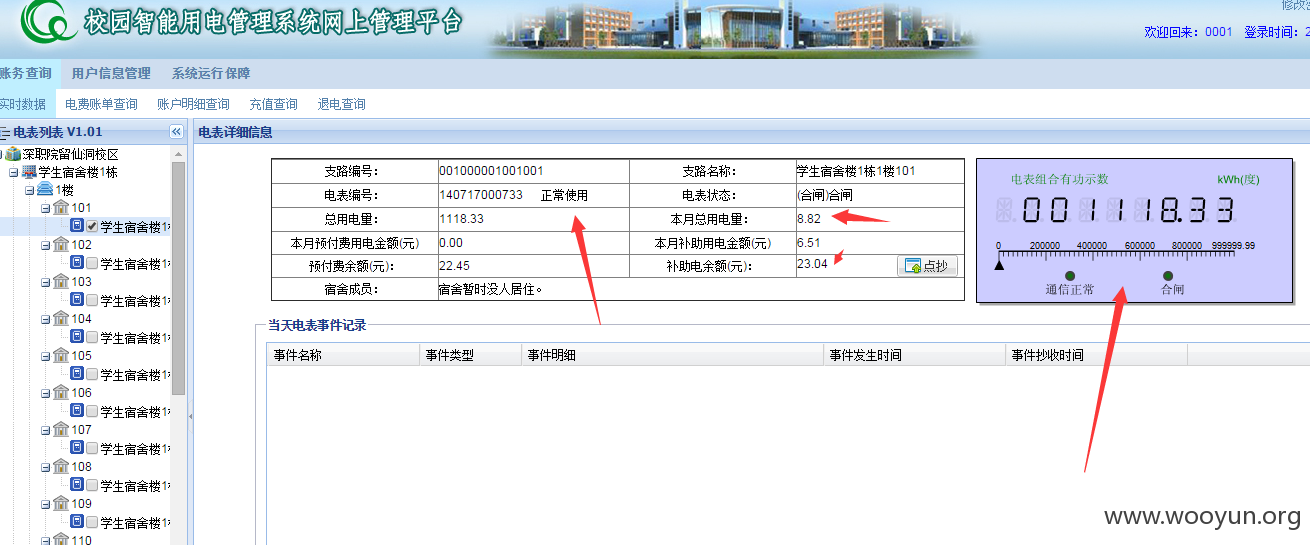 校园智能用电管理系统网上管理平台
欢迎回来：0001 登录时间：2
账务查询 用户信息管理 系统运行保障
实时数据 电费账单查询 账户明细查询 充值查询 退电查询
电表列表 V1.01
深职院留仙洞校区
学生宿舍楼1栋
1楼
101
学生宿舍楼1
102
学生宿舍楼1
103
学生宿舍楼1
104
学生宿舍楼1
105
学生宿舍楼1
106
学生宿舍楼1
107
学生宿舍楼1
108
学生宿舍楼1
109
学生宿舍楼1
110
电表详细信息
支路编号： 001000001001001 支路名称： 学生宿舍楼1栋1楼101
电表编号： 140717000733 正常使用 电表状态： (合闸)合闸
总用电量： 1118.33 本月总用电量： 8.82
本月预付费用电金额(元) 0.00 本月补助用电金额(元) 6.51
预付费余额(元)： 22.45 补助电余额(元)： 23.04 点抄
宿舍成员： 宿舍暂时没人居住。
电表组合有功示数 kWh(度)
001118.33
0 200000 400000 600000 800000 999999.99
通信正常 合闸
当天电表事件记录
事件名称 事件类型 事件明细 事件发生时间 事件抄收时间
www.wooyun.org